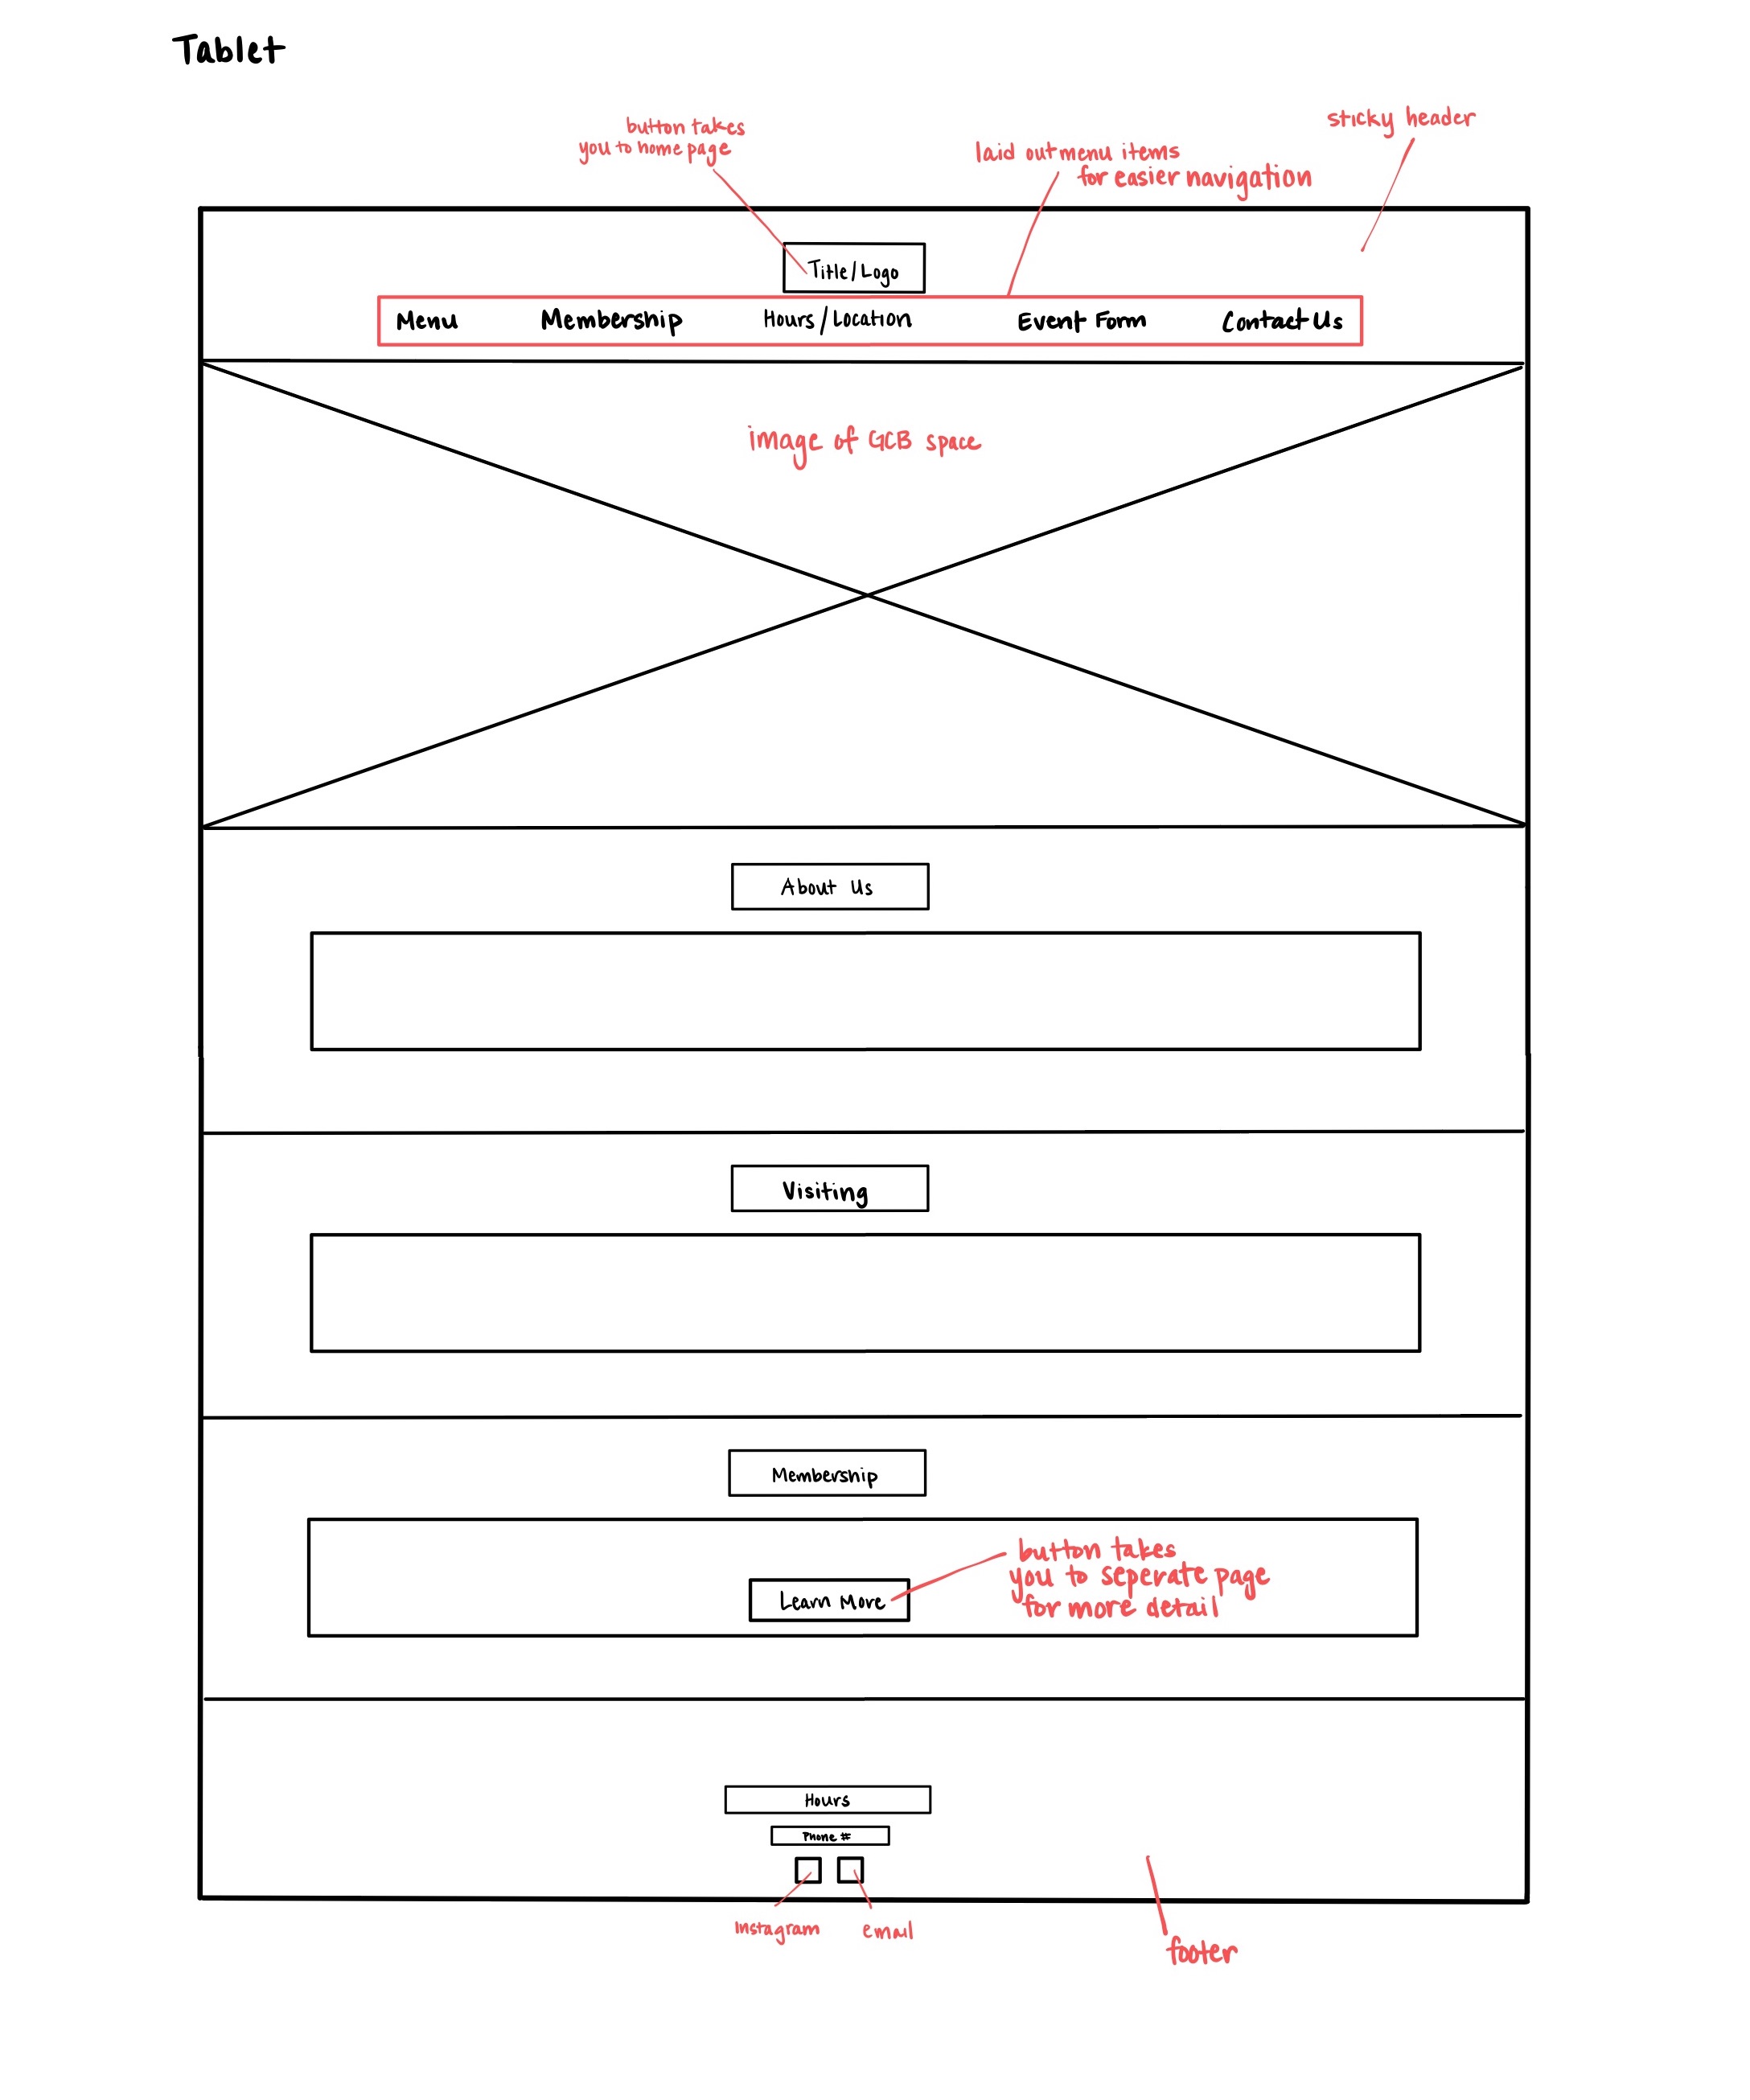 Tablet
button takes
you to home page
laid out menu items
for easier navigation
sticky header
Title/Logo
Menu Membership Hours/Location Event Form Contact Us
image of GCB space
About Us
Visiting
Membership
Learn More
button takes
you to seperate page
for more detail
Hours
Phone #
Instagram email
footer